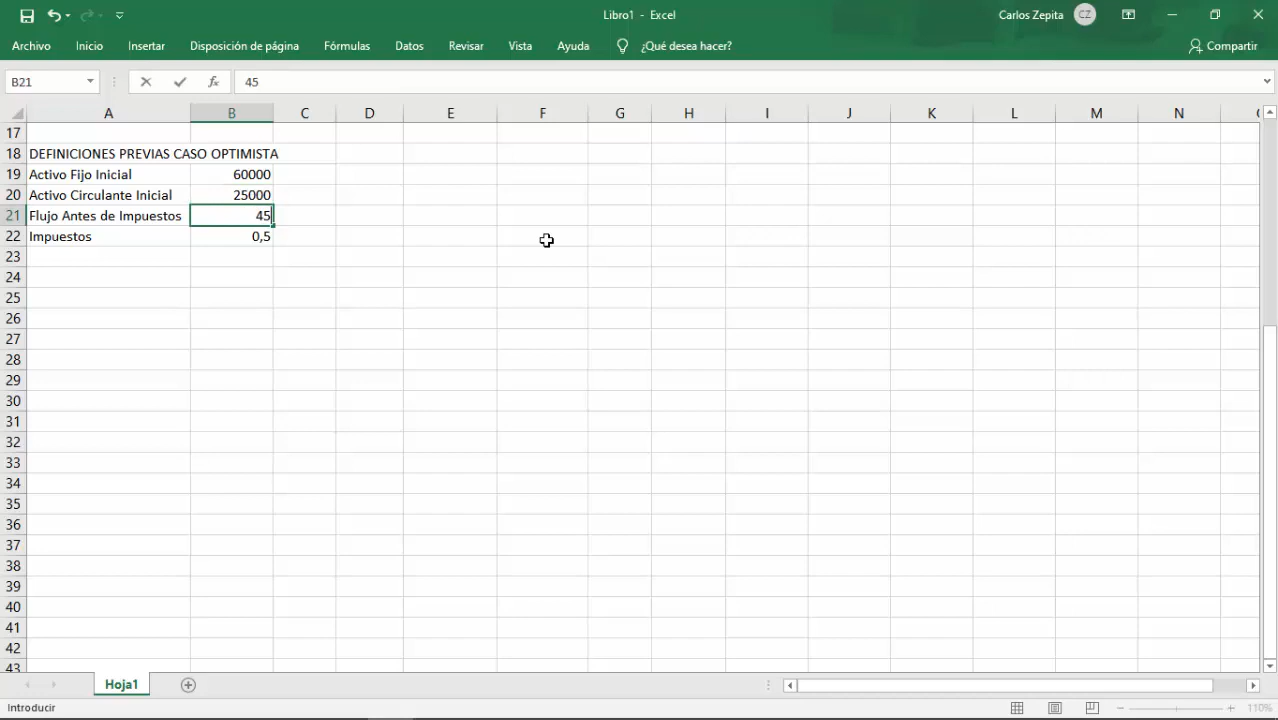 Libro1 - Excel
Carlos Zepita
CZ
Archivo Inicio Insertar Disposición de página Fórmulas Datos Revisar Vista Ayuda ¿Qué desea hacer? Compartir
B21 fx 45
A B C D E F G H I J K L M N
17
18 DEFINICIONES PREVIAS CASO OPTIMISTA
19 Activo Fijo Inicial 60000
20 Activo Circulante Inicial 25000
21 Flujo Antes de Impuestos 45
22 Impuestos 0,5
23
24
25
26
27
28
29
30
31
32
33
34
35
36
37
38
39
40
41
42
43
Hoja1
Introducir
110%